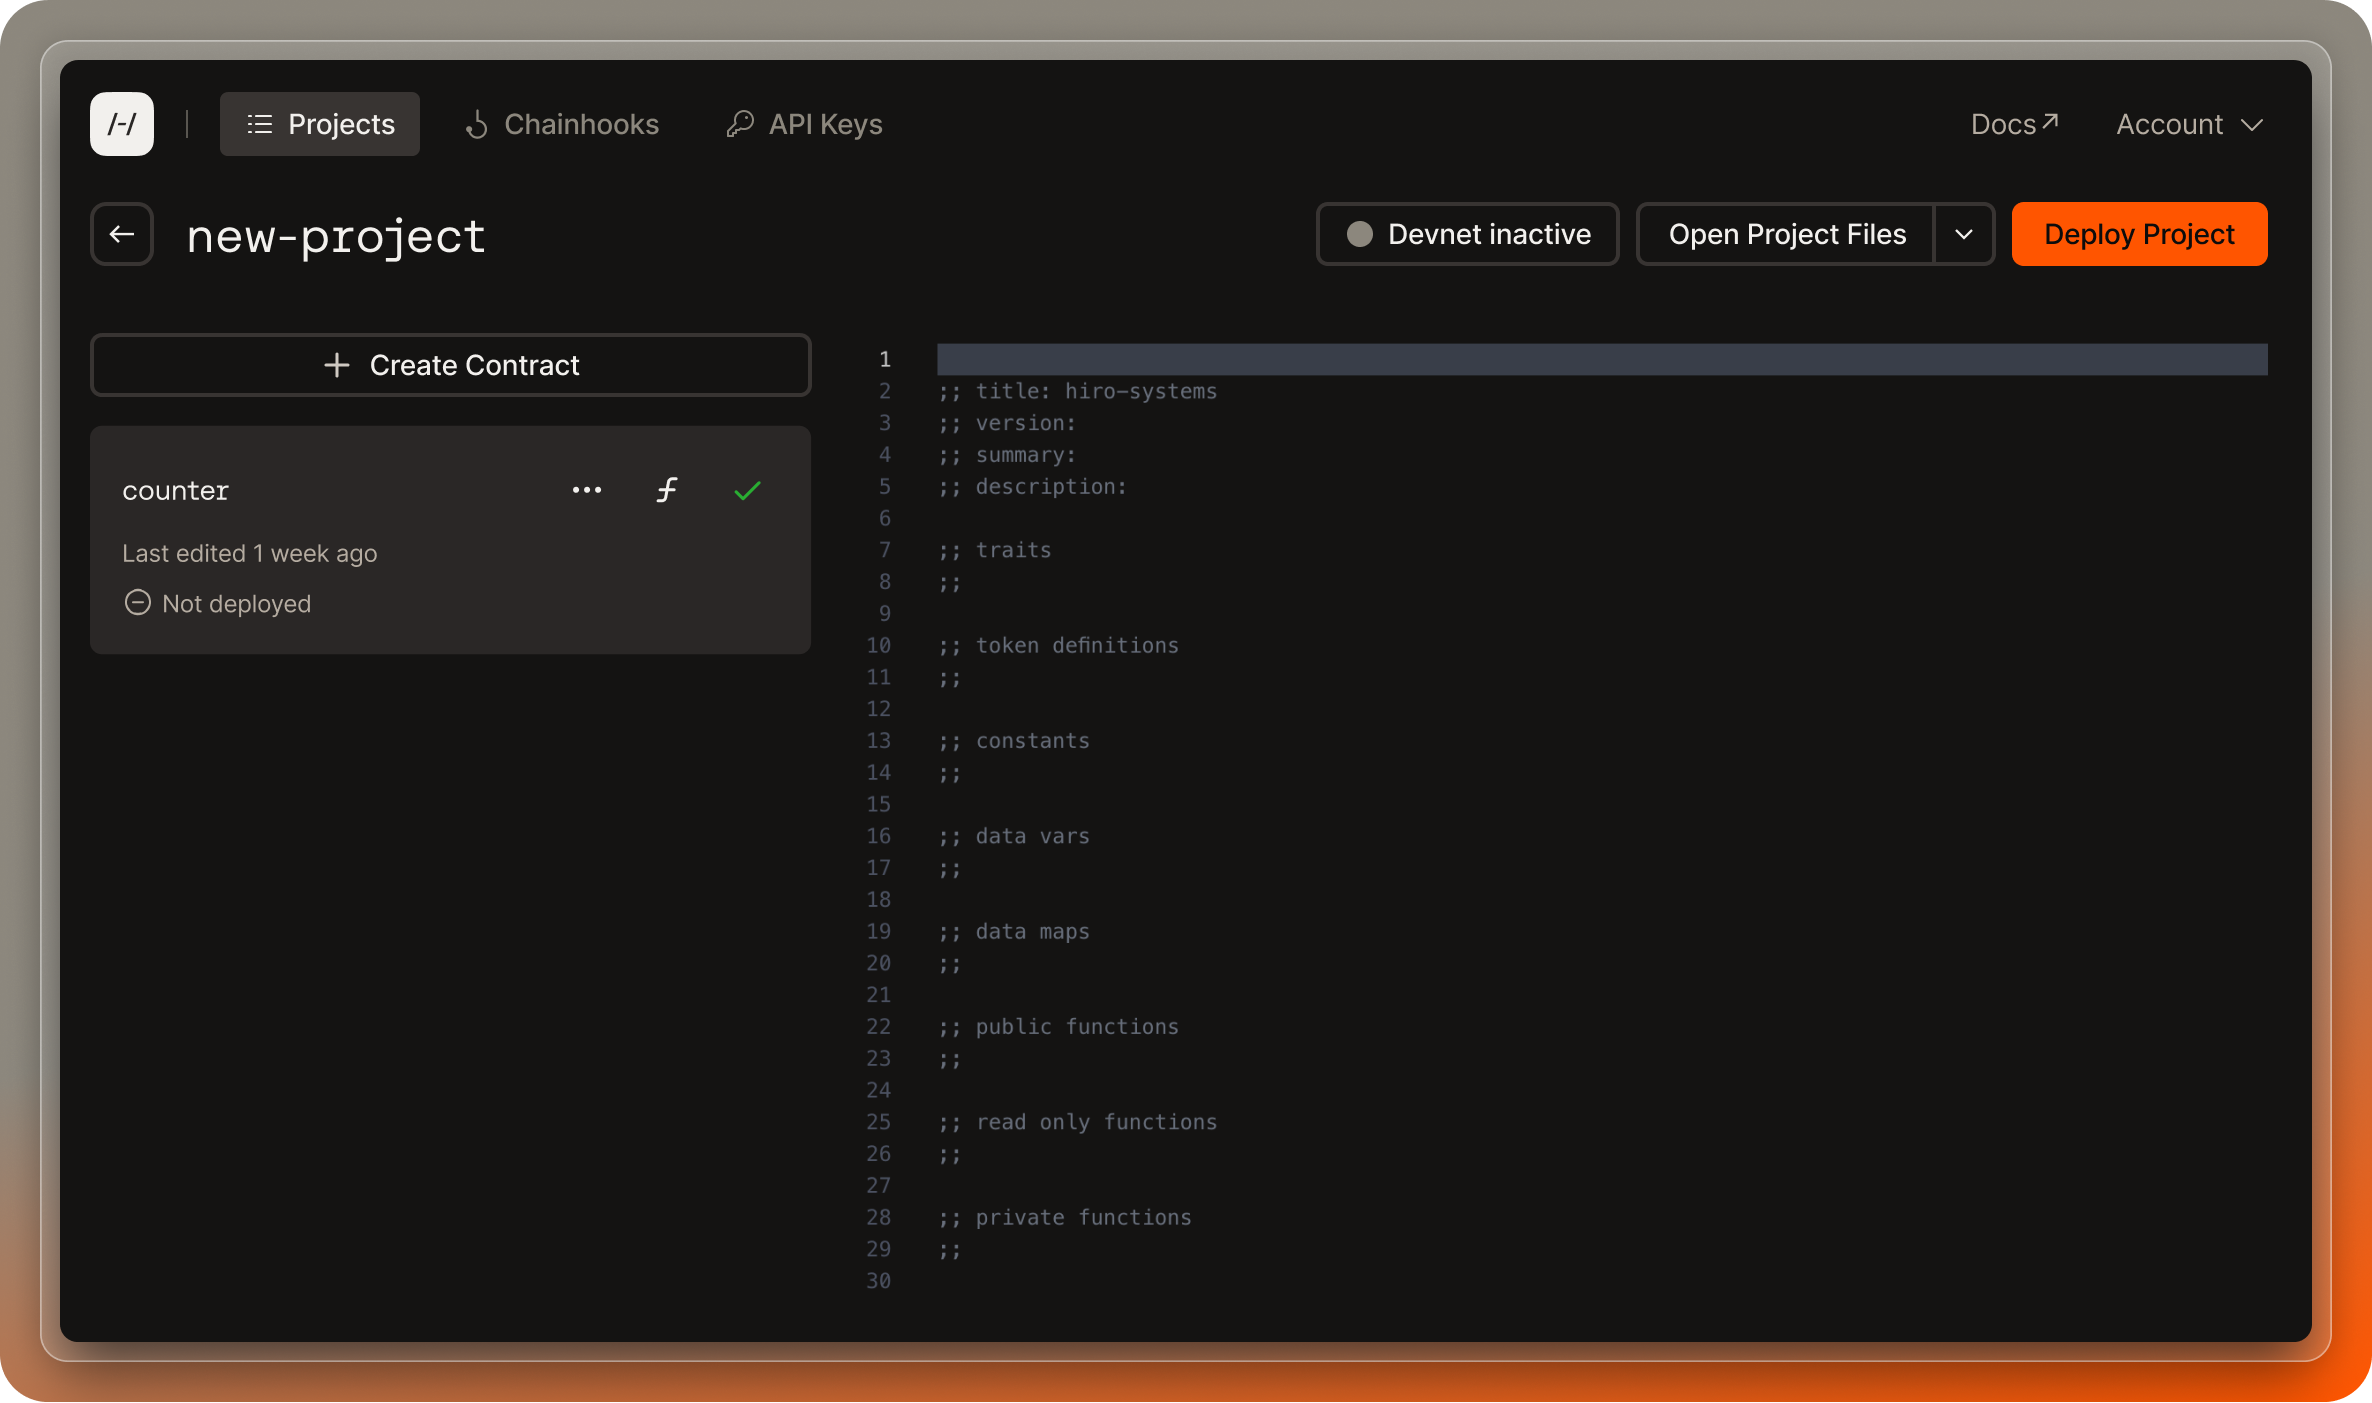 /-/
Projects
Chainhooks
API Keys
Docs
Account
new-project
Devnet inactive
Open Project Files
Deploy Project
Create Contract
counter
Last edited 1 week ago
Not deployed
1
2 ;; title: hiro-systems
3 ;; version:
4 ;; summary:
5 ;; description:
6
7 ;; traits
8 ;;
9
10 ;; token definitions
11 ;;
12
13 ;; constants
14 ;;
15
16 ;; data vars
17 ;;
18
19 ;; data maps
20 ;;
21
22 ;; public functions
23 ;;
24
25 ;; read only functions
26 ;;
27
28 ;; private functions
29 ;;
30